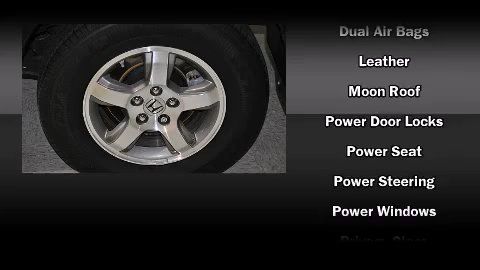 Dual Air Bags
Leather
Moon Roof
Power Door Locks
Power Seat
Power Steering
Power Windows